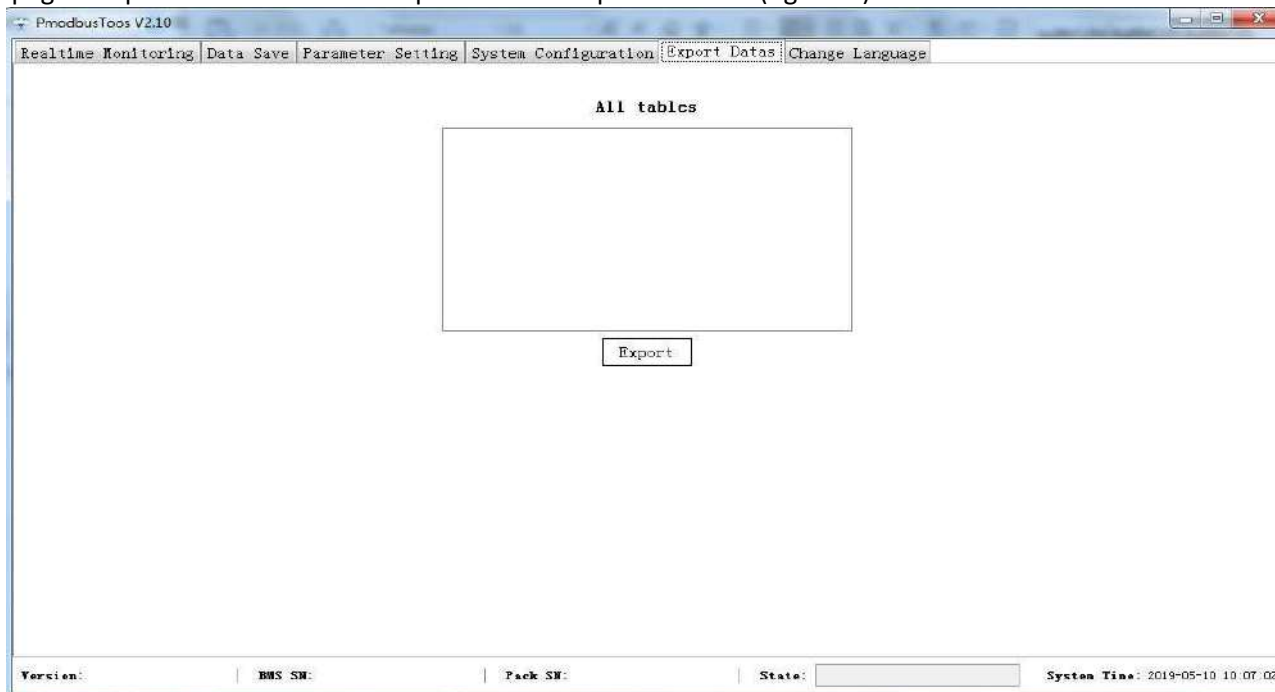 PmodbusToos V2.10
Realtime Monitoring Data Save Parameter Setting System Configuration Export Datas Change Language
All tables
Export
Version: BMS SN: Pack SN: State: System Time: 2019-05-10 10:07:02